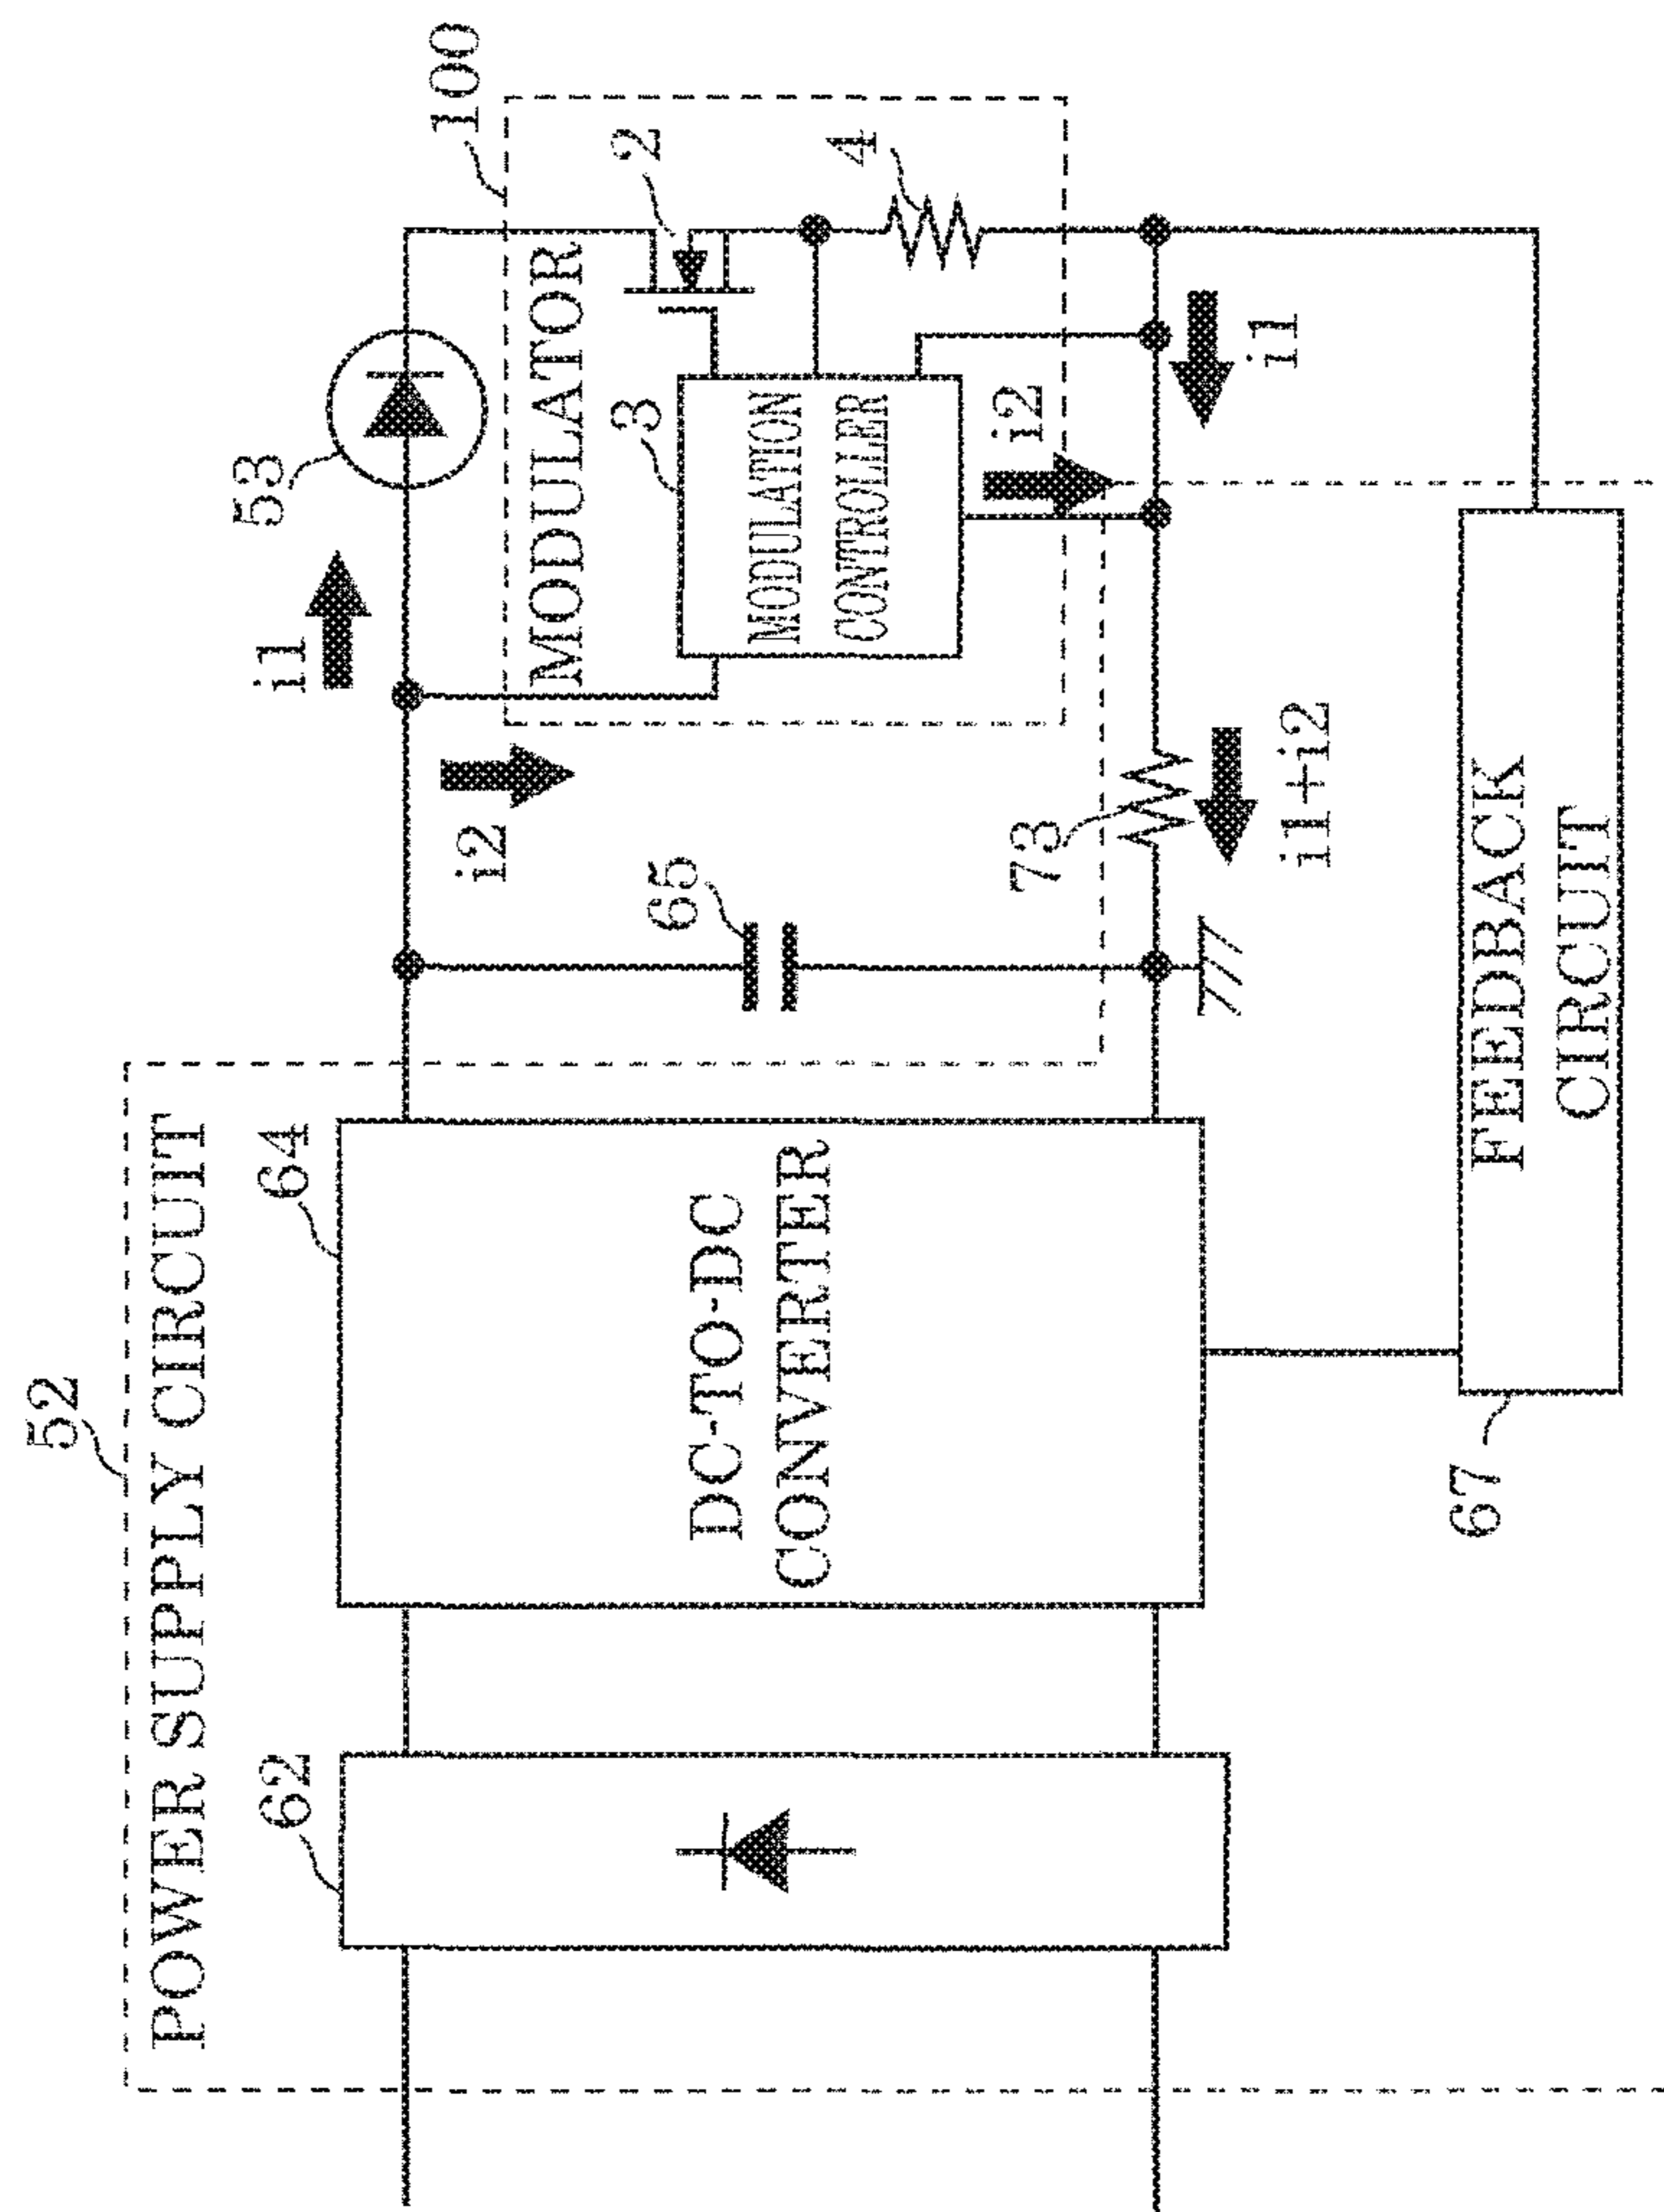 52
POWER SUPPLY CIRCUIT
62
64
DC-TO-DC
CONVERTER
65
i2
i1
53
100
MODULATOR
2
3
MODULATION
CONTROLLER
4
i2
i1
73
i1+i2
67
FEEDBACK
CIRCUIT